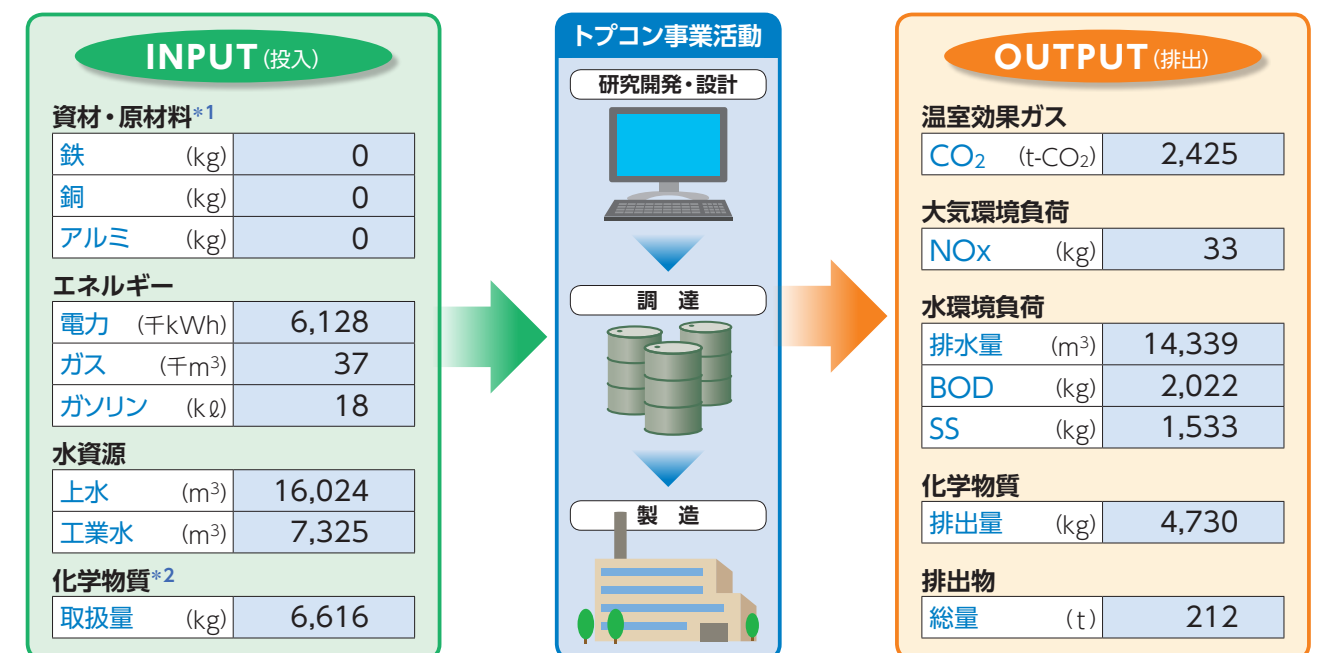 INPUT(投入)
資材・原材料*1
鉄 (kg) 0
銅 (kg) 0
アルミ (kg) 0
エネルギー
電力 (千kWh) 6,128
ガス (千m³) 37
ガソリン (kℓ) 18
水資源
上水 (m³) 16,024
工業水 (m³) 7,325
化学物質*2
取扱量 (kg) 6,616
トプコン事業活動
研究開発・設計
調 達
製 造
OUTPUT(排出)
温室効果ガス
CO₂ (t-CO₂) 2,425
大気環境負荷
NOx (kg) 33
水環境負荷
排水量 (m³) 14,339
BOD (kg) 2,022
SS (kg) 1,533
化学物質
排出量 (kg) 4,730
排出物
総量 (t) 212